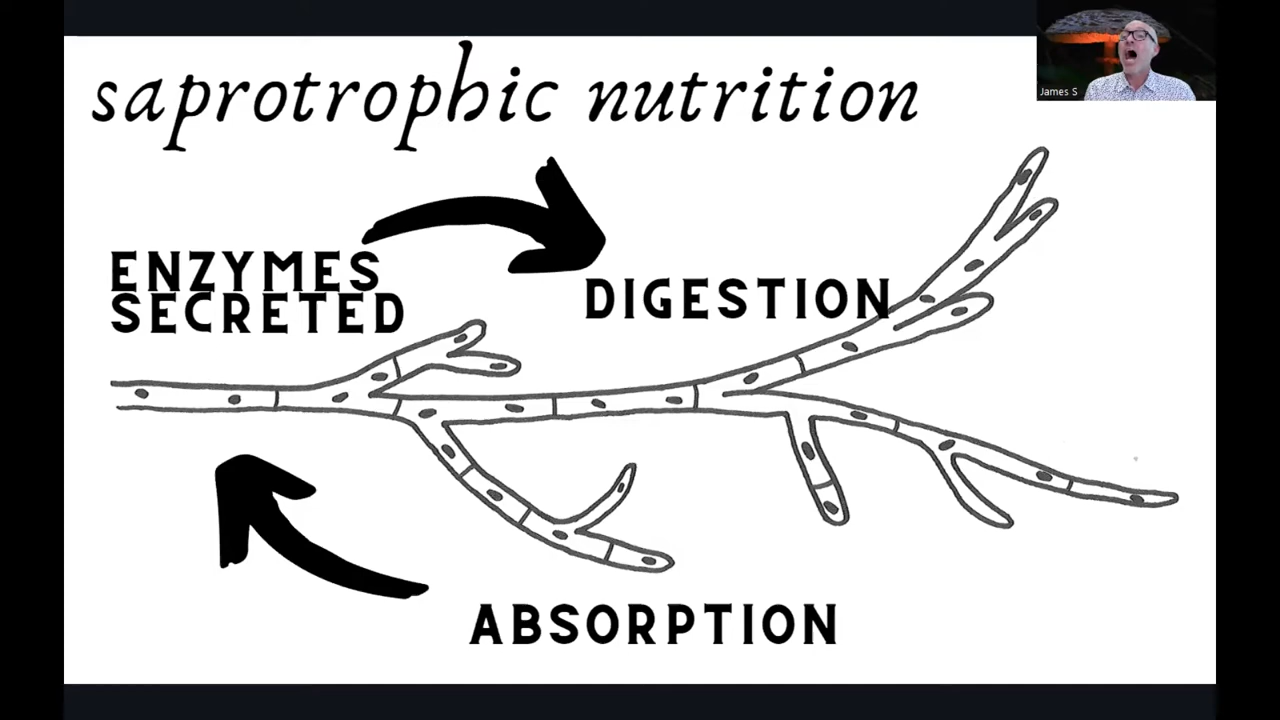 saprotrophic nutrition
James S
ENZYMES
SECRETED
DIGESTION
ABSORPTION